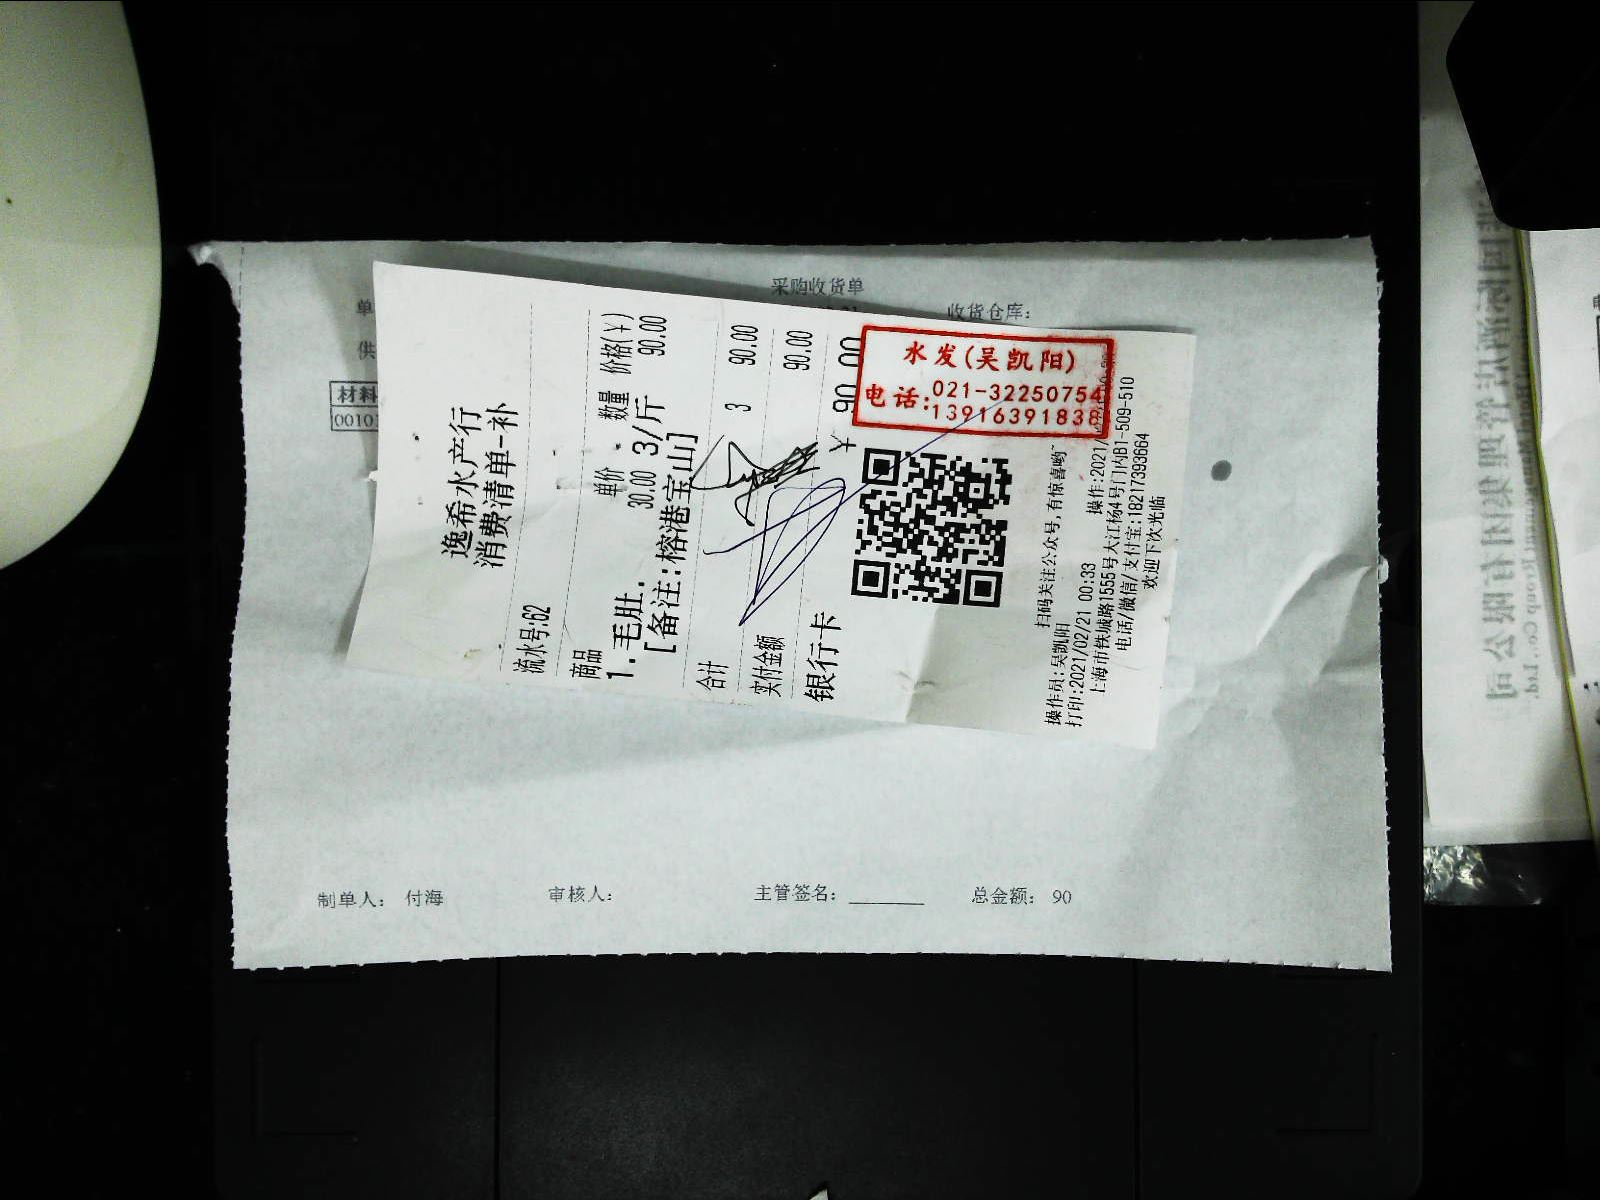 采购收货单
单
收货仓库:
供
材料
00101
逸希水产行
消费清单-补
流水号:62
商品 单价 数量 价格(¥)
1.毛肚. 30.00 3/斤 90.00
[备注:榕港宝山]
合计 3 90.00
实付金额 90.00
银行卡 90.00
水发(吴凯阳)
电话:021-32250754
13916391838
扫码关注公众号,有惊喜哟~
操作员:吴凯阳 操作:2021/
打印:2021/02/21 00:33
上海市铁城路1555号大江杨4号门内B1-509-510
电话/微信/支付宝:18217393664
欢迎下次光临
制单人: 付海 审核人: 主管签名: 总金额: 90